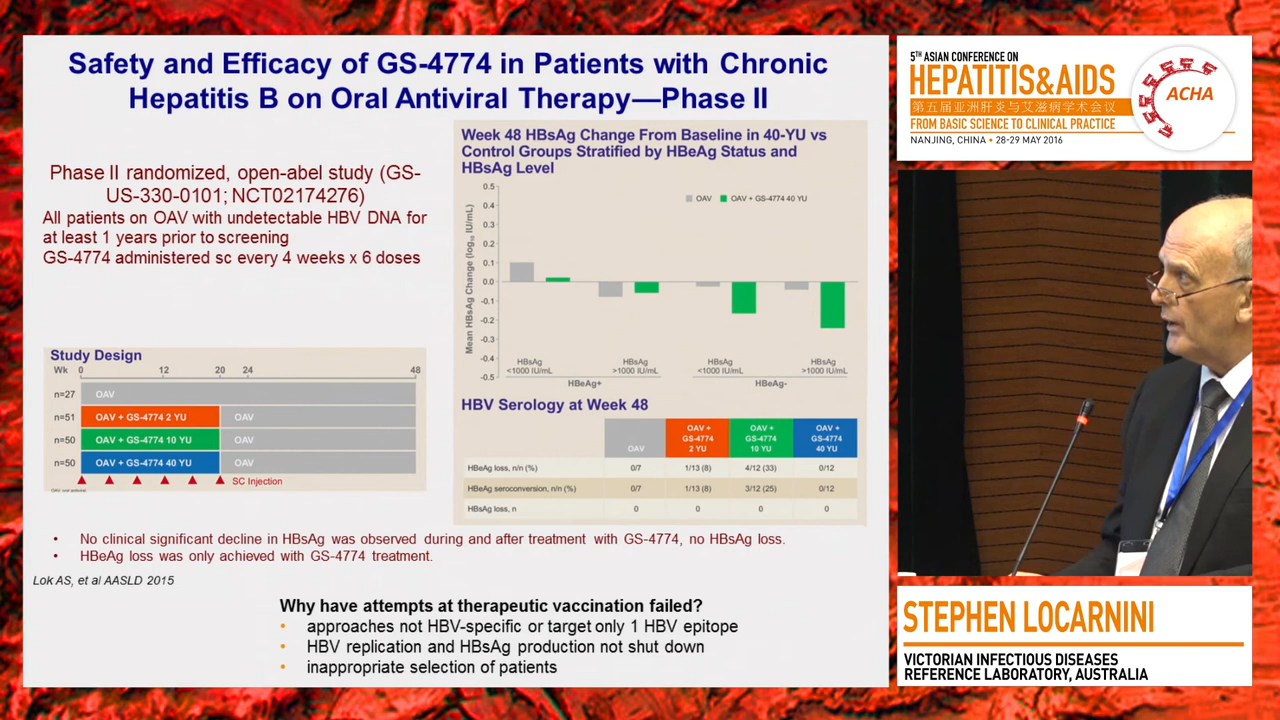 Safety and Efficacy of GS-4774 in Patients with Chronic
Hepatitis B on Oral Antiviral Therapy—Phase II
Phase II randomized, open-abel study (GS-
US-330-0101; NCT02174276)
All patients on OAV with undetectable HBV DNA for
at least 1 years prior to screening
GS-4774 administered sc every 4 weeks x 6 doses
Study Design
Wk 0 12 20 24 48
n=27 OAV
n=51 OAV + GS-4774 2 YU OAV
n=50 OAV + GS-4774 10 YU OAV
n=50 OAV + GS-4774 40 YU OAV
SC Injection
Week 48 HBsAg Change From Baseline in 40-YU vs
Control Groups Stratified by HBeAg Status and
HBsAg Level
OAV OAV + GS-4774 40 YU
Mean HBsAg Change (log10 IU/mL)
0.5
0.4
0.3
0.2
0.1
0.0
-0.1
-0.2
-0.3
-0.4
-0.5
HBsAg HBsAg HBsAg HBsAg
<1000 IU/mL >1000 IU/mL <1000 IU/mL >1000 IU/mL
HBeAg+ HBeAg-
HBV Serology at Week 48
OAV + OAV + OAV +
GS-4774 GS-4774 GS-4774
OAV 2 YU 10 YU 40 YU
HBeAg loss, n/n (%) 0/7 1/13 (8) 4/12 (33) 0/12
HBeAg seroconversion, n/n (%) 0/7 1/13 (8) 3/12 (25) 0/12
HBsAg loss, n 0 0 0 0
• No clinical significant decline in HBsAg was observed during and after treatment with GS-4774, no HBsAg loss.
• HBeAg loss was only achieved with GS-4774 treatment.
Lok AS, et al AASLD 2015
Why have attempts at therapeutic vaccination failed?
• approaches not HBV-specific or target only 1 HBV epitope
• HBV replication and HBsAg production not shut down
• inappropriate selection of patients
5TH ASIAN CONFERENCE ON
HEPATITIS&AIDS
第五届亚洲肝炎与艾滋病学术会议
FROM BASIC SCIENCE TO CLINICAL PRACTICE
NANJING, CHINA • 28-29 MAY 2016
ACHA
STEPHEN LOCARNINI
VICTORIAN INFECTIOUS DISEASES
REFERENCE LABORATORY, AUSTRALIA